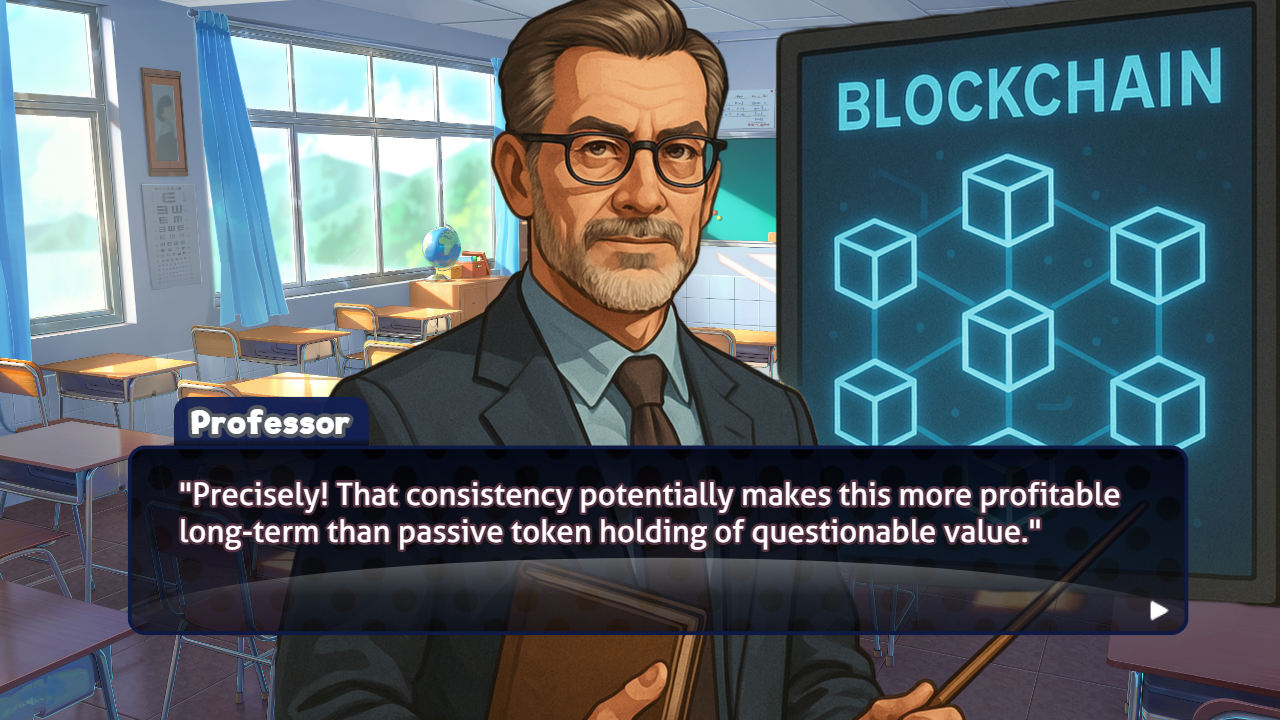 BLOCKCHAIN
Professor
"Precisely! That consistency potentially makes this more profitable
long-term than passive token holding of questionable value."